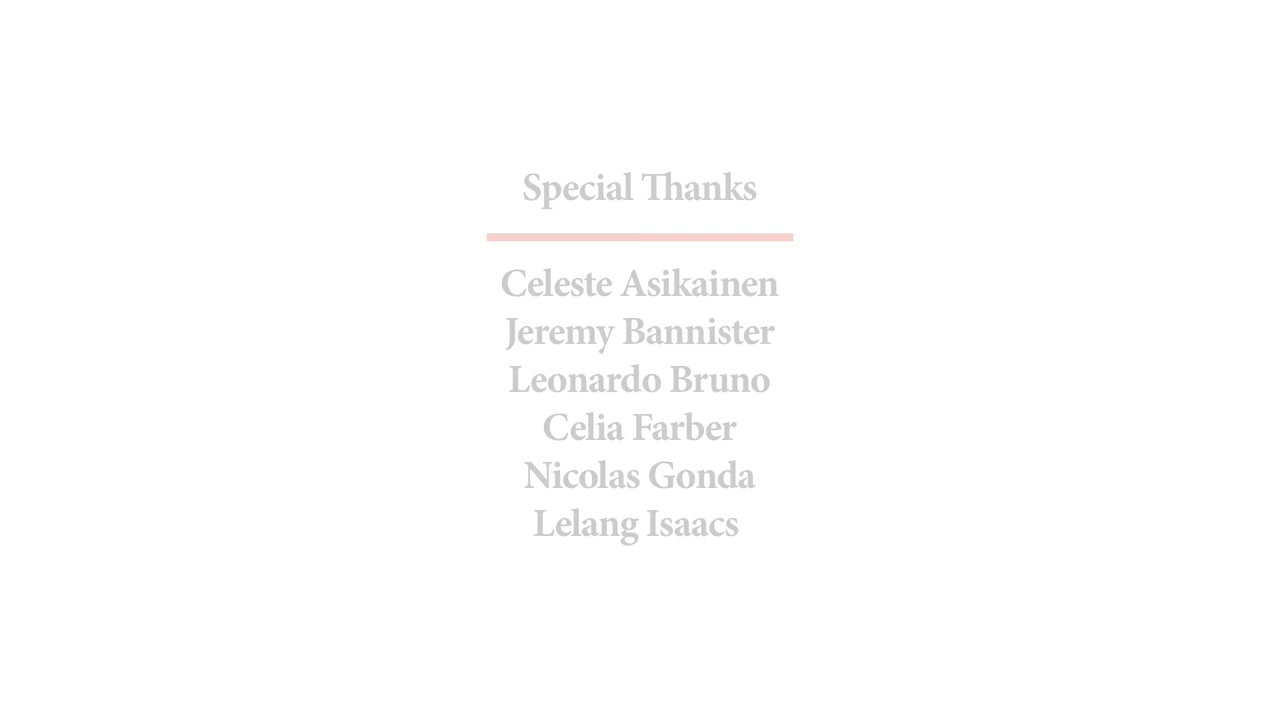 Special Thanks
Celeste Asikainen
Jeremy Bannister
Leonardo Bruno
Celia Farber
Nicolas Gonda
Lelang Isaacs